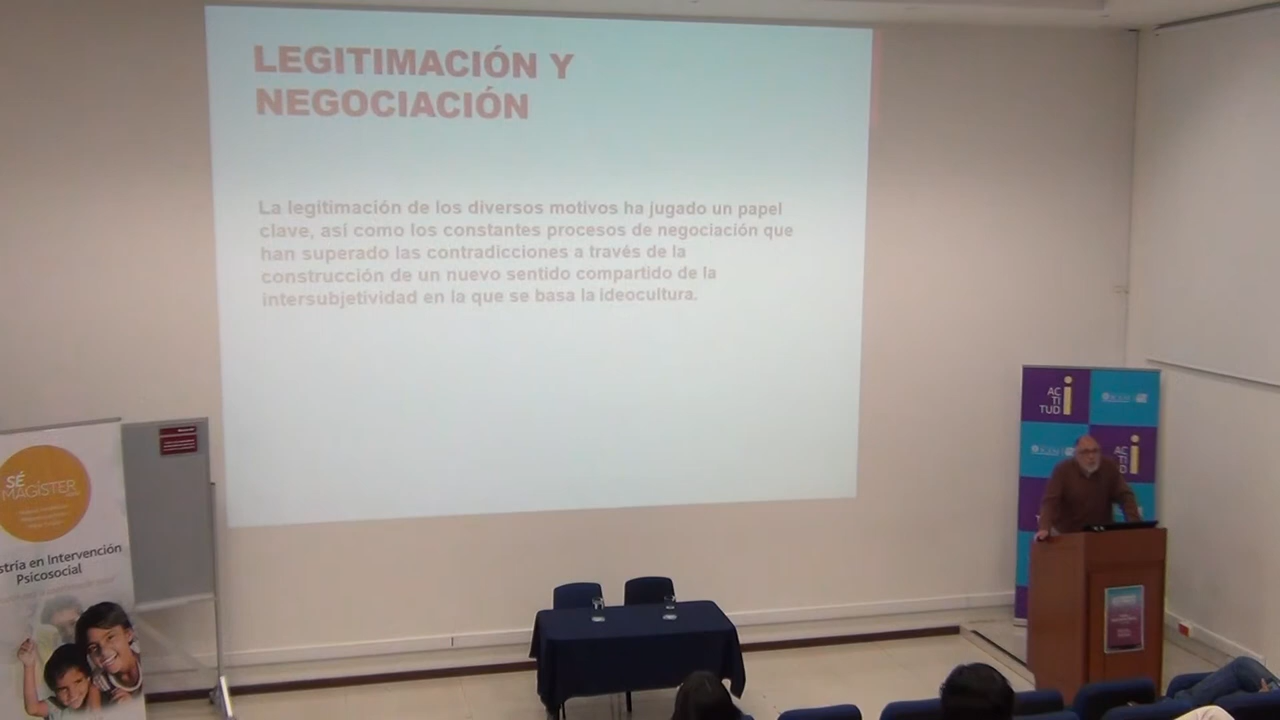 LEGITIMACIÓN Y
NEGOCIACIÓN
La legitimación de los diversos motivos ha jugado un papel
clave, así como los constantes procesos de negociación que
han superado las contradicciones a través de la
construcción de un nuevo sentido compartido de la
intersubjetividad en la que se basa la ideocultura.
SÉ
MAGÍSTER
stría en Intervención
Psicosocial
AC
TI
TUD i
AC
TI
D i